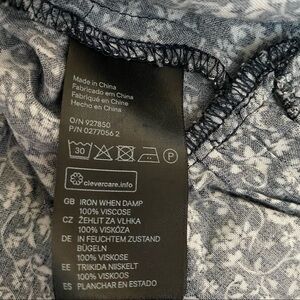 Made in China
Fabricado em China
Fabriqué en Chine
Hecho en China
O/N 927850
P/N 0277056 2
30
P
clevercare.info
GB IRON WHEN DAMP
100% VISCOSE
CZ ŽEHLIT ZA VLHKA
100% VISKÓZA
DE IN FEUCHTEM ZUSTAND
BÜGELN
100% VISKOSE
EE TRIIKIDA NIISKELT
100% VISKOOS
ES PLANCHAR EN ESTADO